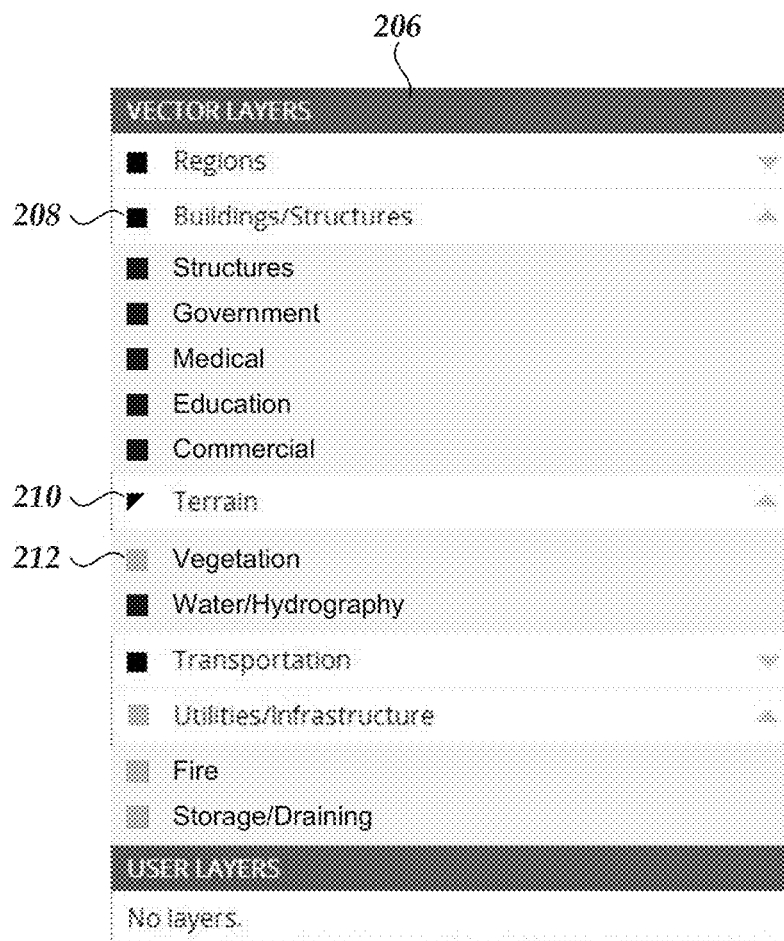 206
VECTOR LAYERS
Regions
208 Buildings/Structures
Structures
Government
Medical
Education
Commercial
210 Terrain
212 Vegetation
Water/Hydrography
Transportation
Utilities/Infrastructure
Fire
Storage/Draining
USER LAYERS
No layers.